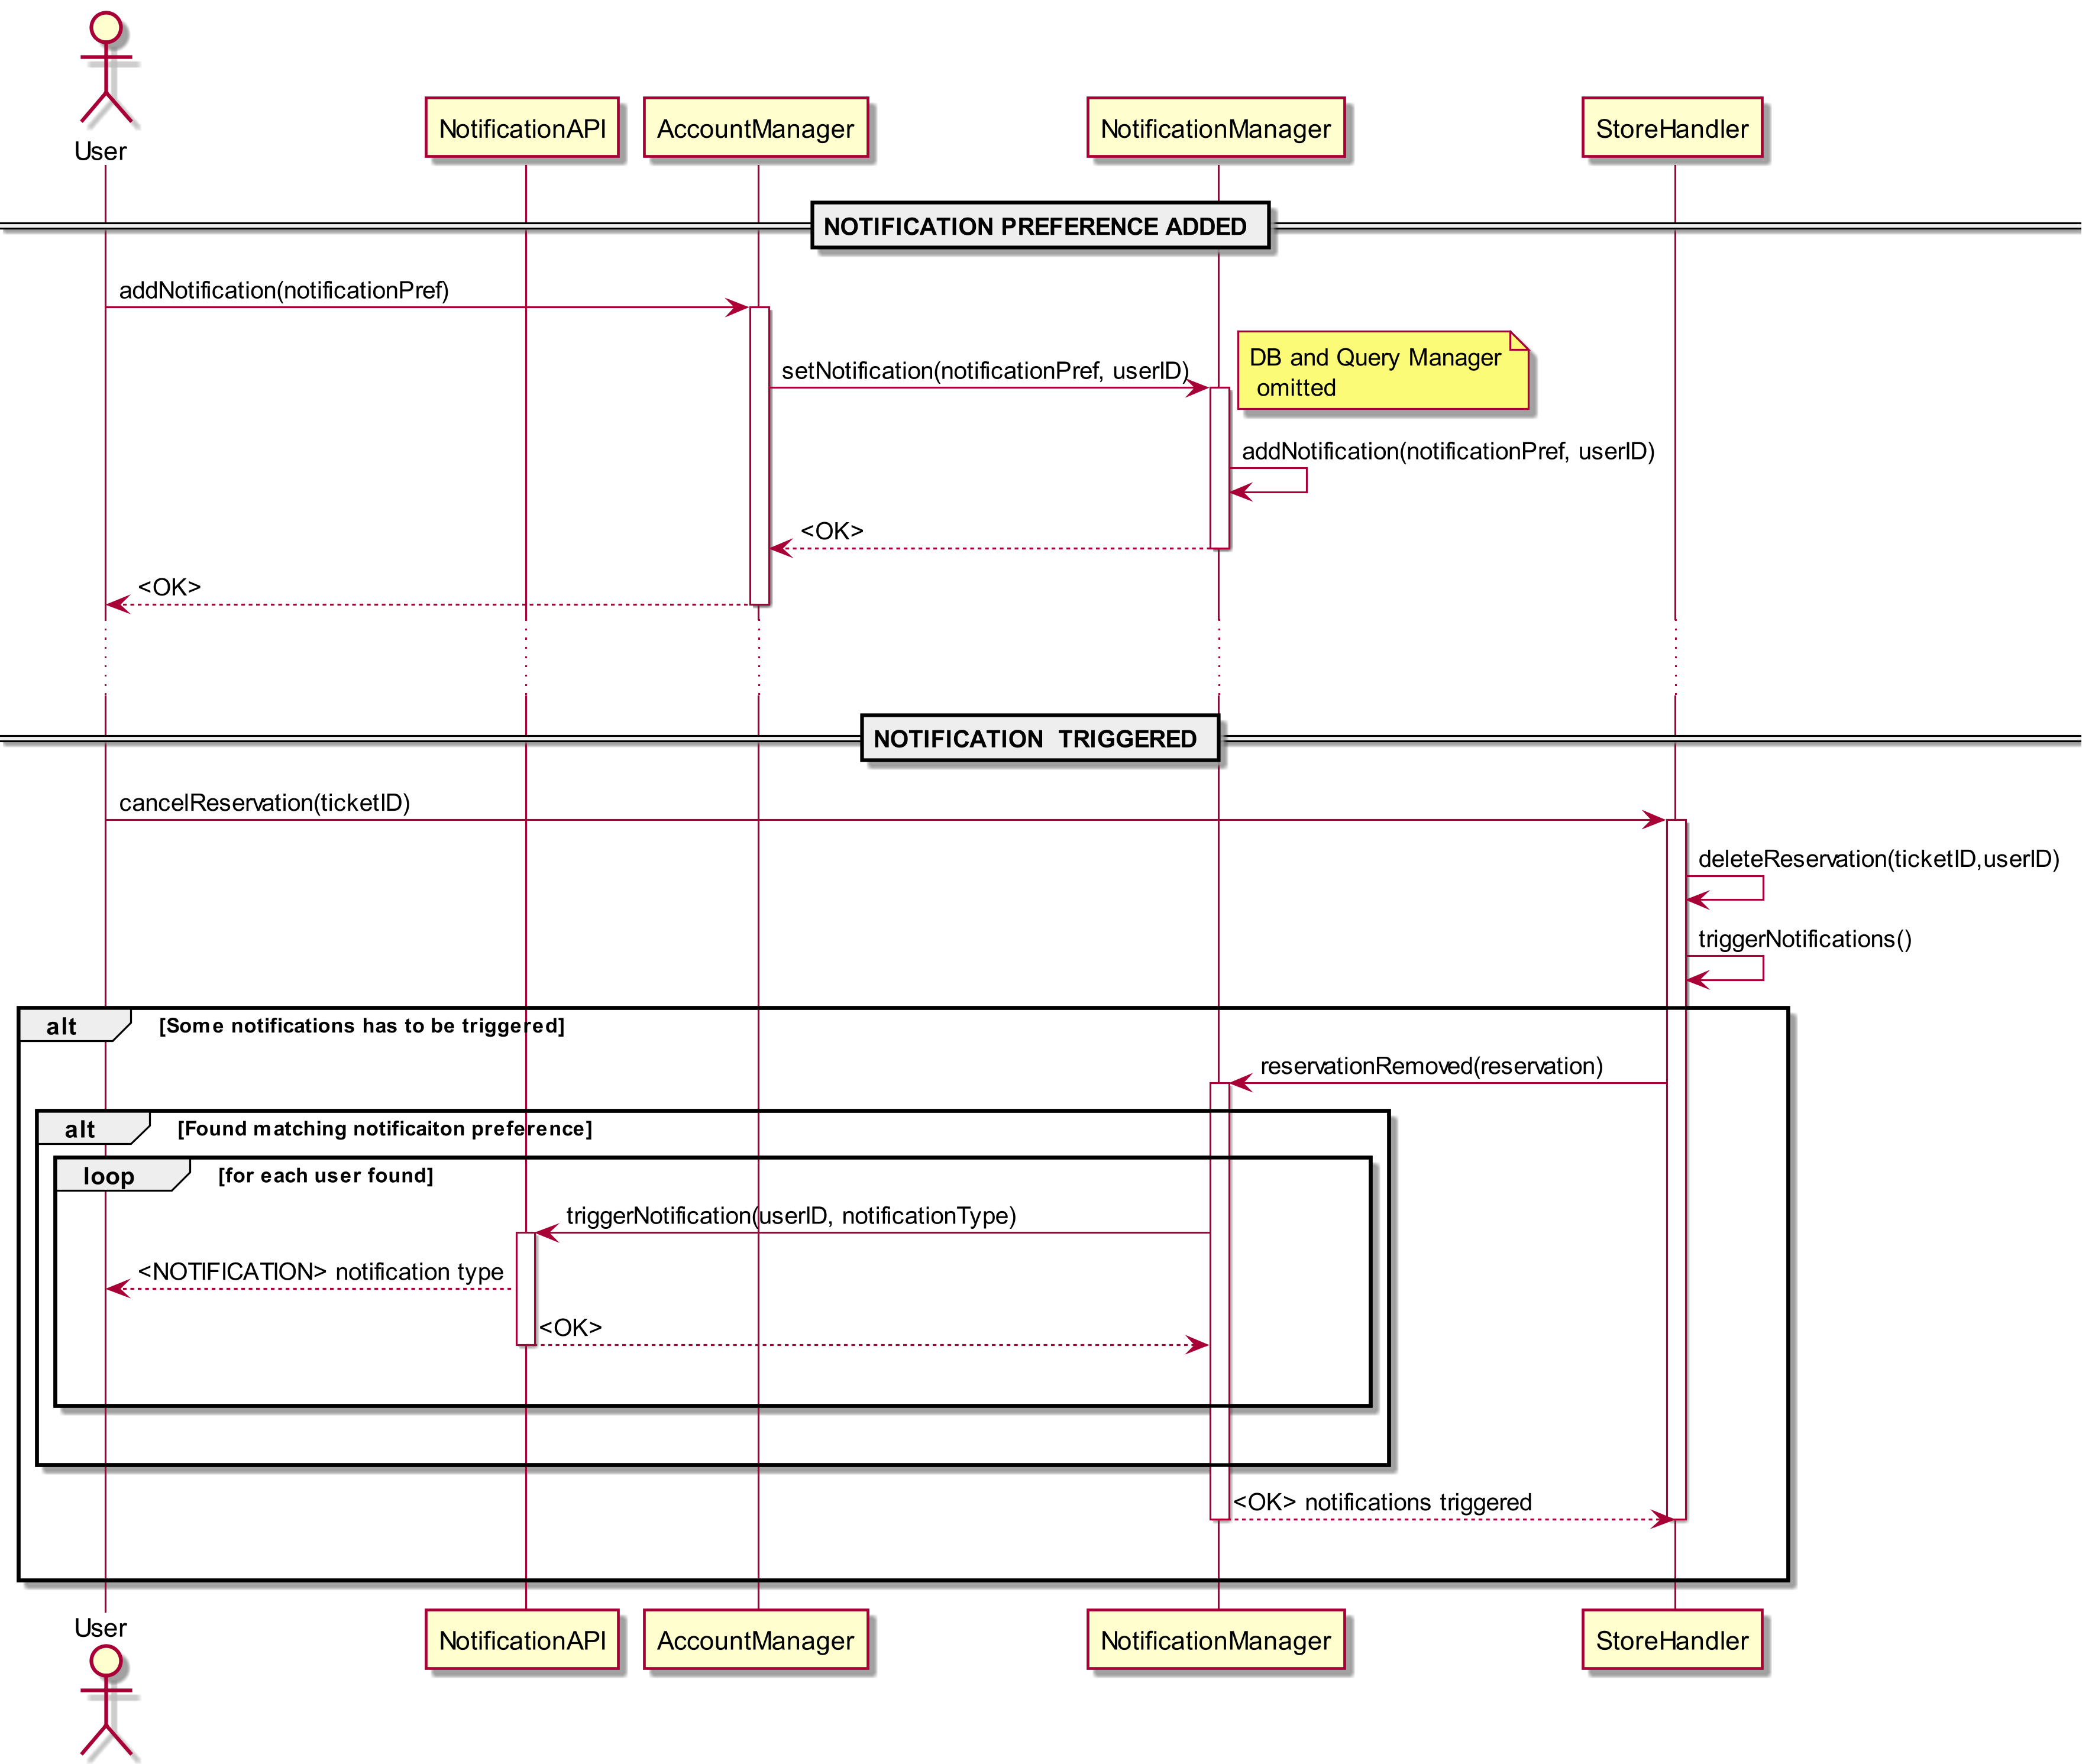 User
NotificationAPI
AccountManager
NotificationManager
StoreHandler
NOTIFICATION PREFERENCE ADDED
addNotification(notificationPref)
setNotification(notificationPref, userID)
DB and Query Manager
omitted
addNotification(notificationPref, userID)
<OK>
<OK>
NOTIFICATION  TRIGGERED
cancelReservation(ticketID)
deleteReservation(ticketID,userID)
triggerNotifications()
alt [Some notifications has to be triggered]
reservationRemoved(reservation)
alt [Found matching notificaiton preference]
loop [for each user found]
triggerNotification(userID, notificationType)
<NOTIFICATION> notification type
<OK>
<OK> notifications triggered
User
NotificationAPI
AccountManager
NotificationManager
StoreHandler